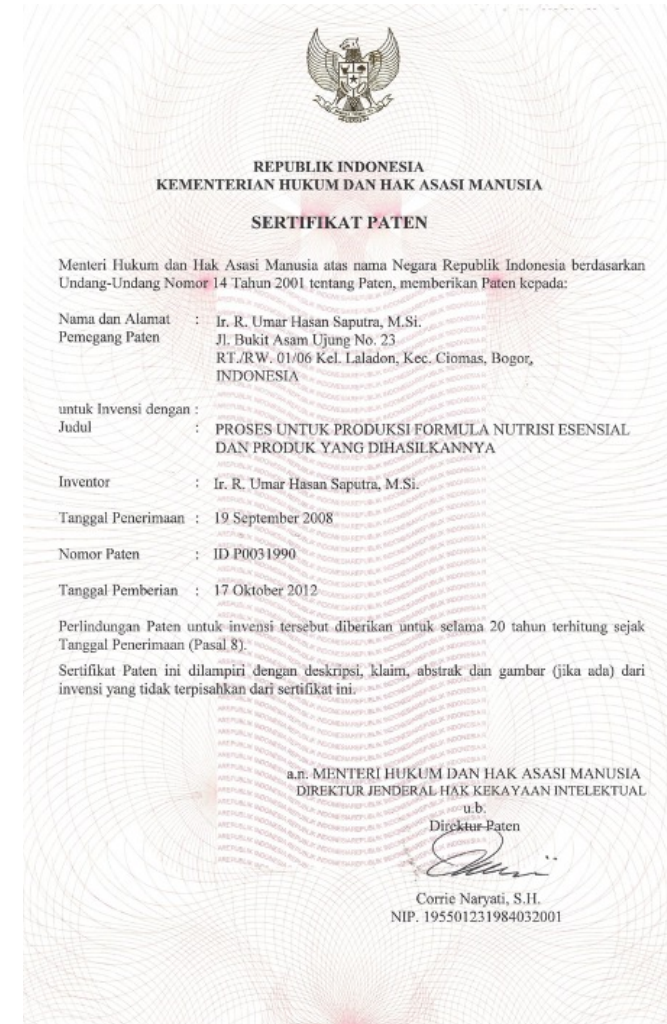 REPUBLIK INDONESIA
KEMENTERIAN HUKUM DAN HAK ASASI MANUSIA
SERTIFIKAT PATEN
Menteri Hukum dan Hak Asasi Manusia atas nama Negara Republik Indonesia berdasarkan
Undang-Undang Nomor 14 Tahun 2001 tentang Paten, memberikan Paten kepada:
Nama dan Alamat : Ir. R. Umar Hasan Saputra, M.Si.
Pemegang Paten Jl. Bukit Asam Ujung No. 23
RT./RW. 01/06 Kel. Laladon, Kec. Ciomas, Bogor,
INDONESIA
untuk Invensi dengan :
Judul : PROSES UNTUK PRODUKSI FORMULA NUTRISI ESENSIAL
DAN PRODUK YANG DIHASILKANNYA
Inventor : Ir. R. Umar Hasan Saputra, M.Si.
Tanggal Penerimaan : 19 September 2008
Nomor Paten : ID P0031990
Tanggal Pemberian : 17 Oktober 2012
Perlindungan Paten untuk invensi tersebut diberikan untuk selama 20 tahun terhitung sejak
Tanggal Penerimaan (Pasal 8).
Sertifikat Paten ini dilampiri dengan deskripsi, klaim, abstrak dan gambar (jika ada) dari
invensi yang tidak terpisahkan dari sertifikat ini.
a.n. MENTERI HUKUM DAN HAK ASASI MANUSIA
DIREKTUR JENDERAL HAK KEKAYAAN INTELEKTUAL
u.b.
Direktur Paten
Corrie Naryati, S.H.
NIP. 195501231984032001